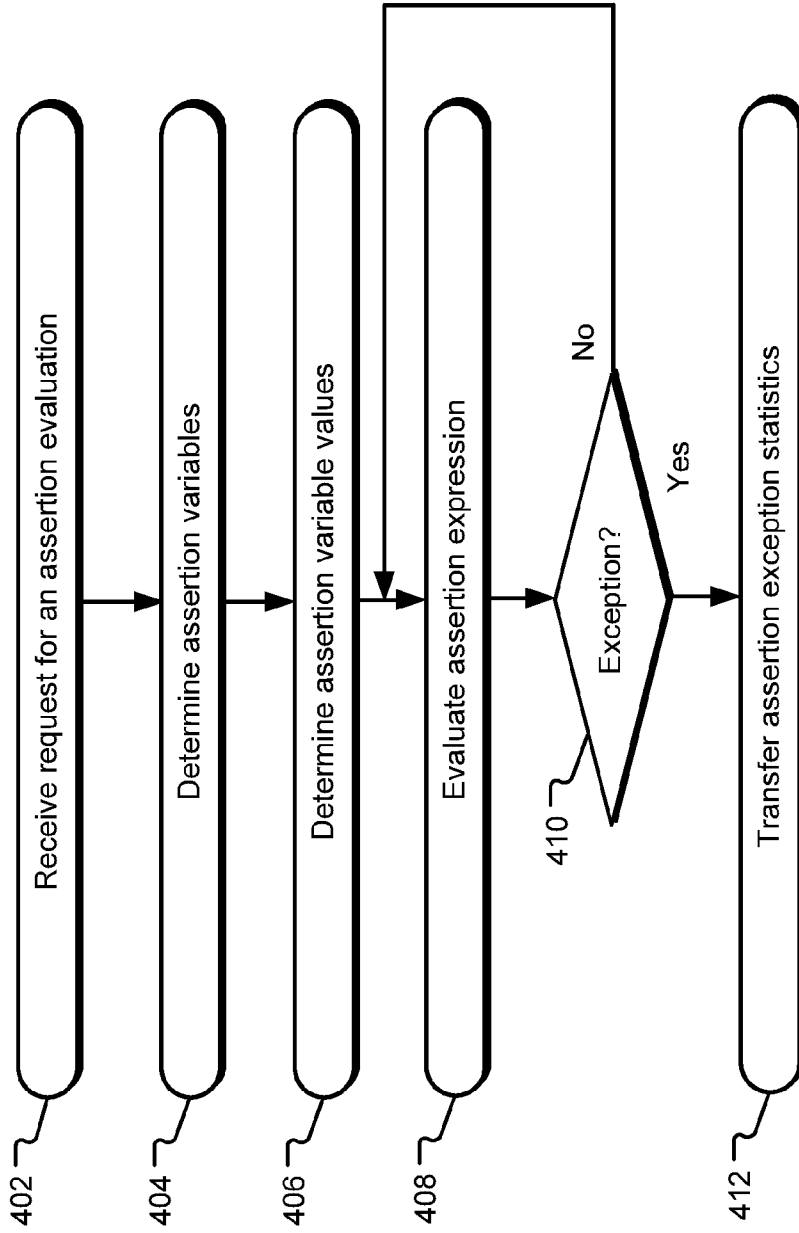 402
Receive request for an assertion evaluation
404
Determine assertion variables
406
Determine assertion variable values
408
Evaluate assertion expression
410
Exception?
No
Yes
412
Transfer assertion exception statistics